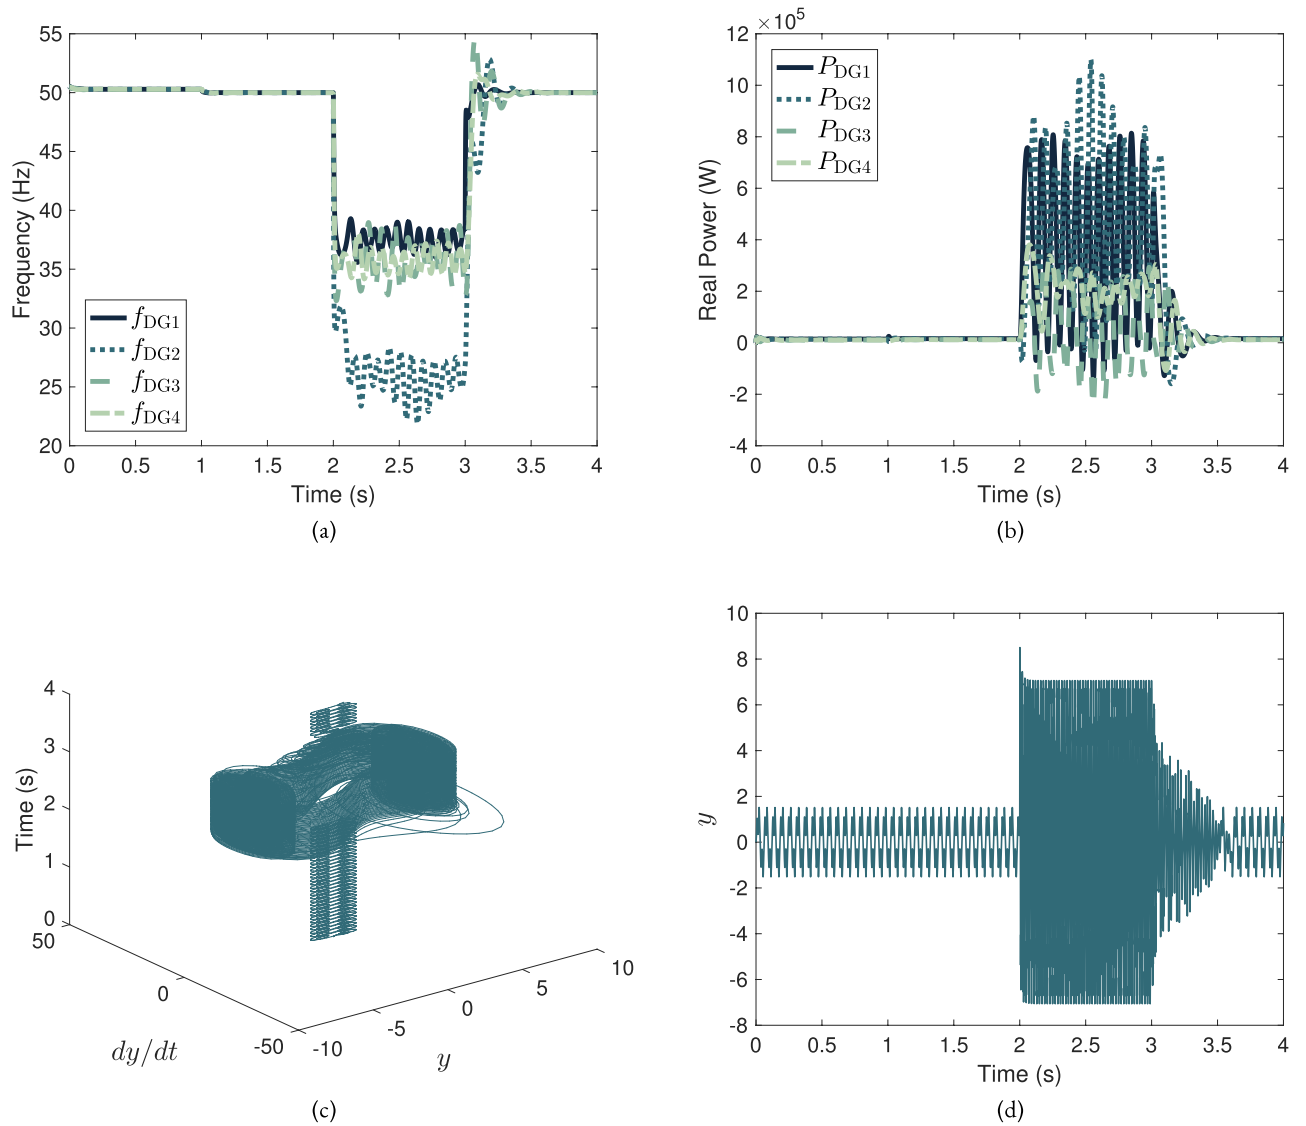 55
50
45
40
35
30
25
20
Frequency (Hz)
f_DG1
f_DG2
f_DG3
f_DG4
0 0.5 1 1.5 2 2.5 3 3.5 4
Time (s)
(a)
×10⁵
12
10
8
6
4
2
0
-2
-4
Real Power (W)
P_DG1
P_DG2
P_DG3
P_DG4
0 0.5 1 1.5 2 2.5 3 3.5 4
Time (s)
(b)
4
3
2
1
0
Time (s)
50
0
-50
dy/dt
-10
-5
0
5
10
y
(c)
10
8
6
4
2
0
-2
-4
-6
-8
y
0 0.5 1 1.5 2 2.5 3 3.5 4
Time (s)
(d)